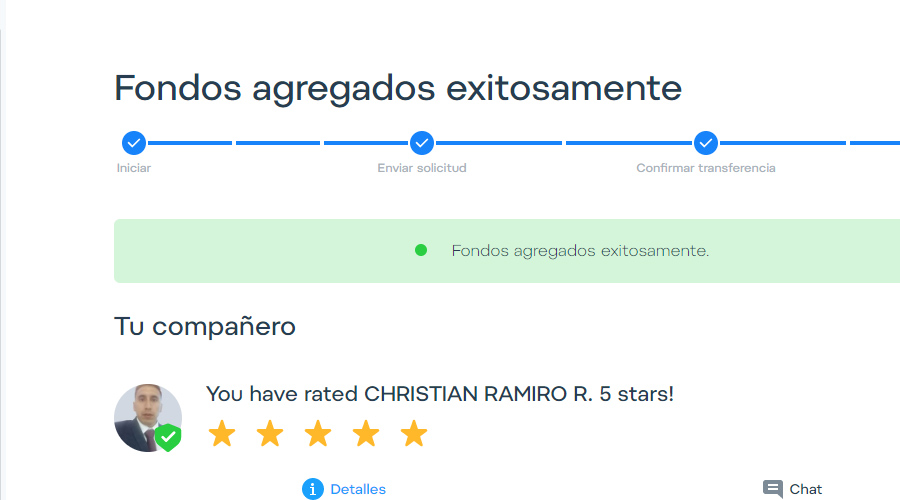 Fondos agregados exitosamente
Iniciar
Enviar solicitud
Confirmar transferencia
Fondos agregados exitosamente.
Tu compañero
You have rated CHRISTIAN RAMIRO R. 5 stars!
Detalles
Chat